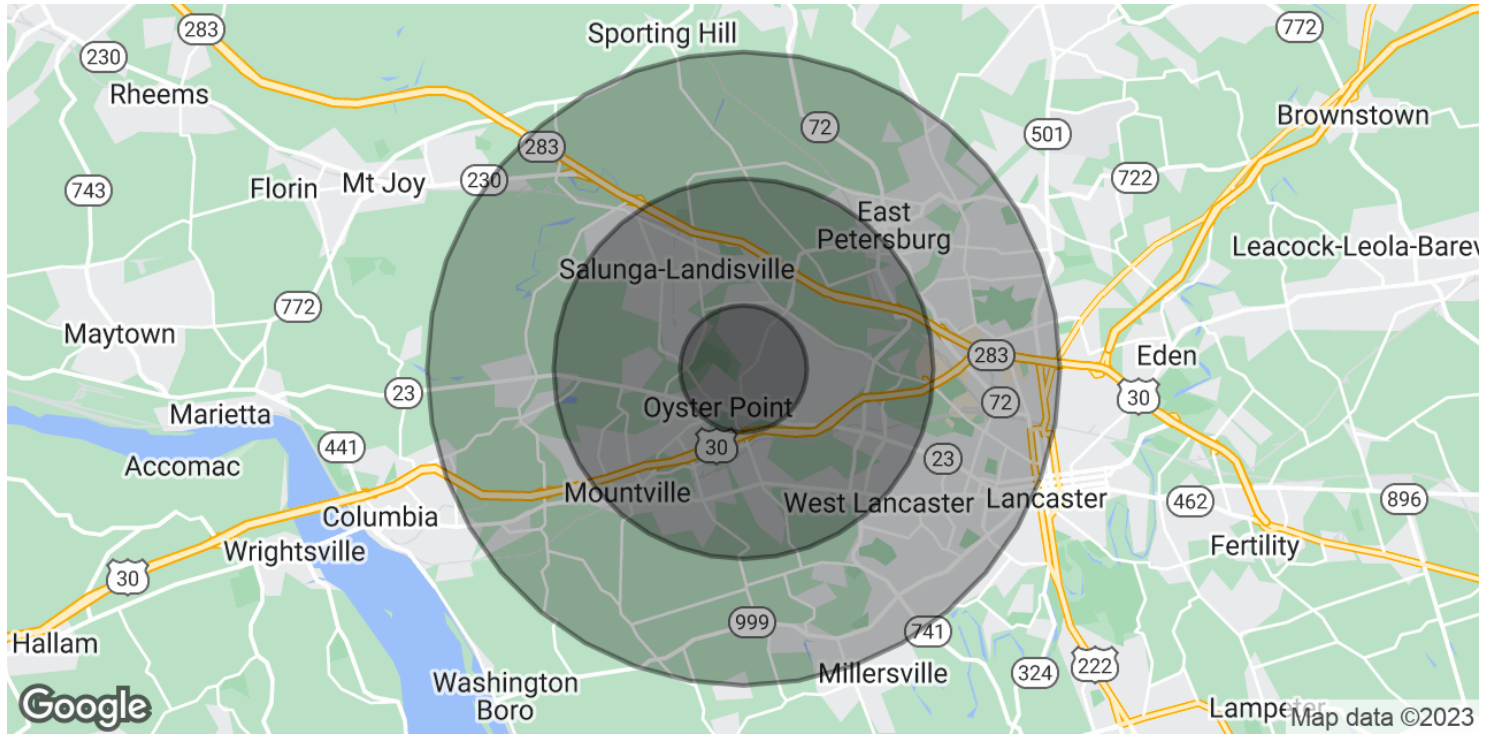 283
772
Sporting Hill
230
Rheems
Brownstown
72
501
283
722
230
Mt Joy
Florin
743
East
Petersburg
Leacock-Leola-Barev
Salunga-Landisville
772
Maytown
283
Eden
23
30
72
Oyster Point
Marietta
441
30
23
Accomac
Mountville
West Lancaster
Lancaster
462
896
Columbia
Wrightsville
Fertility
30
999
741
Hallam
Millersville
324
222
Washington
Boro
Google
Lampeter
Map data ©2023